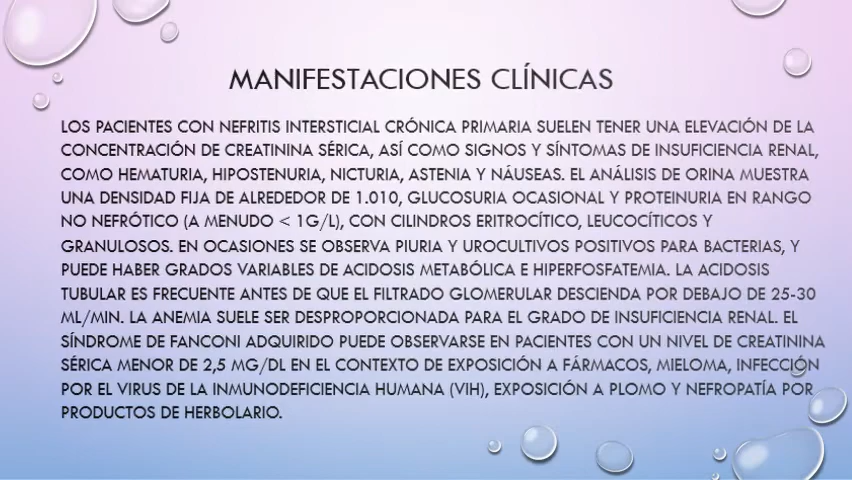 MANIFESTACIONES CLÍNICAS
LOS PACIENTES CON NEFRITIS INTERSTICIAL CRÓNICA PRIMARIA SUELEN TENER UNA ELEVACIÓN DE LA
CONCENTRACIÓN DE CREATININA SÉRICA, ASÍ COMO SIGNOS Y SÍNTOMAS DE INSUFICIENCIA RENAL,
COMO HEMATURIA, HIPOSTENURIA, NICTURIA, ASTENIA Y NÁUSEAS. EL ANÁLISIS DE ORINA MUESTRA
UNA DENSIDAD FIJA DE ALREDEDOR DE 1.010, GLUCOSURIA OCASIONAL Y PROTEINURIA EN RANGO
NO NEFRÓTICO (A MENUDO < 1G/L), CON CILINDROS ERITROCÍTICO, LEUCOCÍTICOS Y
GRANULOSOS. EN OCASIONES SE OBSERVA PIURIA Y UROCULTIVOS POSITIVOS PARA BACTERIAS, Y
PUEDE HABER GRADOS VARIABLES DE ACIDOSIS METABÓLICA E HIPERFOSFATEMIA. LA ACIDOSIS
TUBULAR ES FRECUENTE ANTES DE QUE EL FILTRADO GLOMERULAR DESCIENDA POR DEBAJO DE 25-30
ML/MIN. LA ANEMIA SUELE SER DESPROPORCIONADA PARA EL GRADO DE INSUFICIENCIA RENAL. EL
SÍNDROME DE FANCONI ADQUIRIDO PUEDE OBSERVARSE EN PACIENTES CON UN NIVEL DE CREATININA
SÉRICA MENOR DE 2,5 MG/DL EN EL CONTEXTO DE EXPOSICIÓN A FÁRMACOS, MIELOMA, INFECCIÓN
POR EL VIRUS DE LA INMUNODEFICIENCIA HUMANA (VIH), EXPOSICIÓN A PLOMO Y NEFROPATÍA POR
PRODUCTOS DE HERBOLARIO.